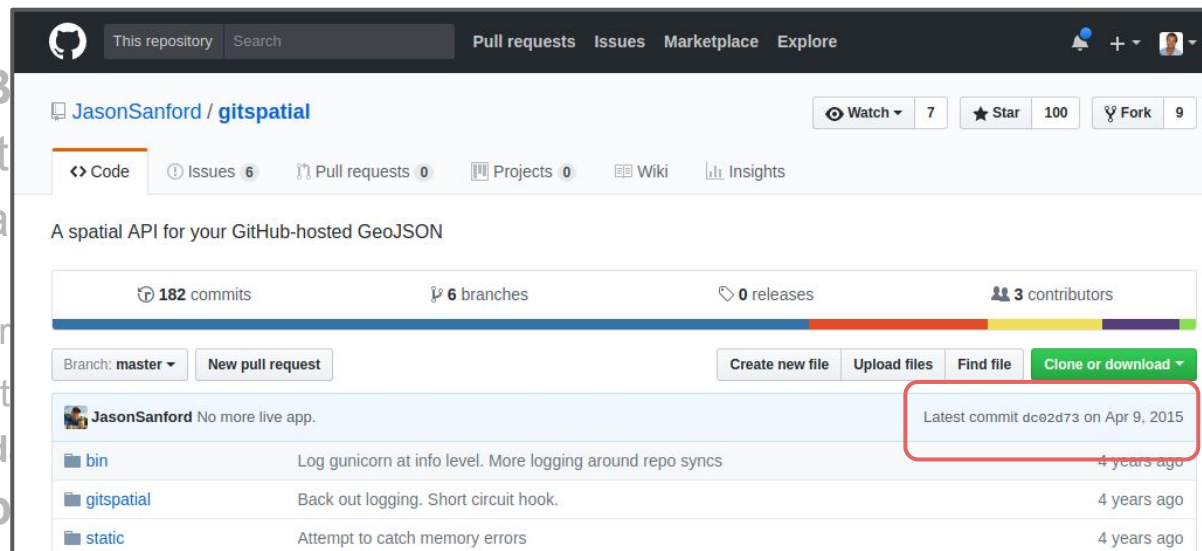 This repository Search Pull requests Issues Marketplace Explore
JasonSanford / gitspatial Watch 7 Star 100 Fork 9
Code Issues 6 Pull requests 0 Projects 0 Wiki Insights
A spatial API for your GitHub-hosted GeoJSON
182 commits 6 branches 0 releases 3 contributors
Branch: master New pull request Create new file Upload files Find file Clone or download
JasonSanford No more live app. Latest commit dc02d73 on Apr 9, 2015
bin Log gunicorn at info level. More logging around repo syncs 4 years ago
gitspatial Back out logging. Short circuit hook. 4 years ago
static Attempt to catch memory errors 4 years ago